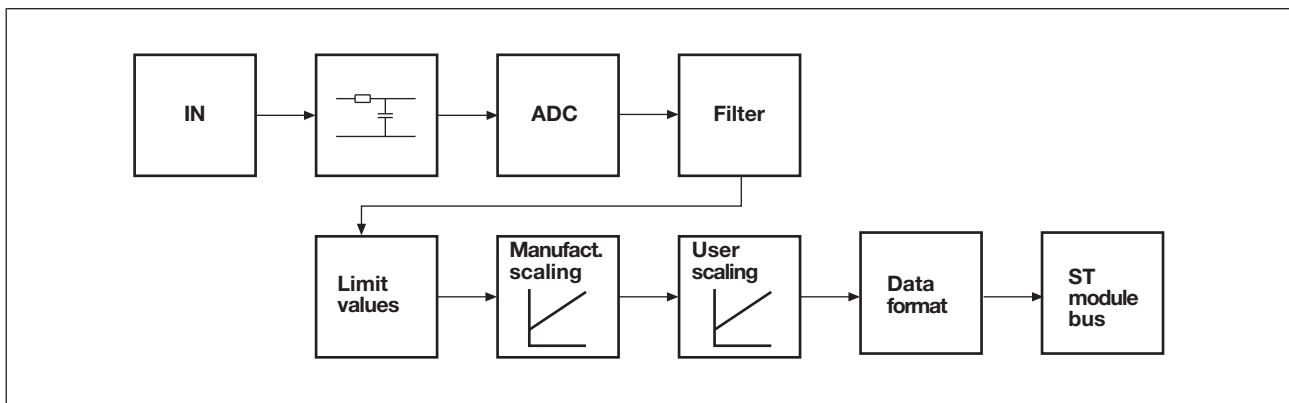 IN
ADC
Filter
Limit
values
Manufact.
scaling
User
scaling
Data
format
ST
module
bus